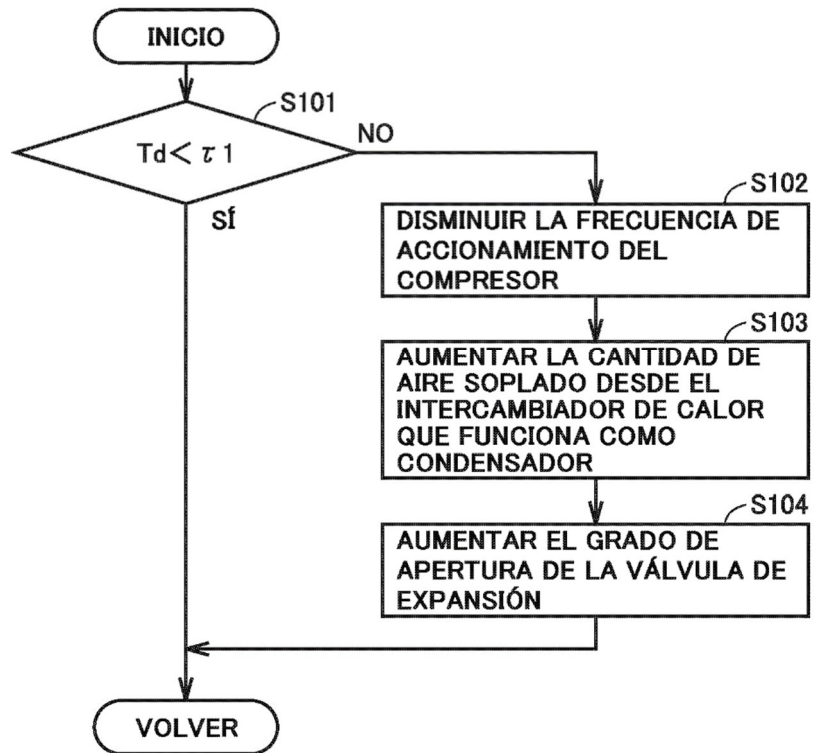 INICIO
S101
Td < τ 1
NO
SÍ
S102
DISMINUIR LA FRECUENCIA DE
ACCIONAMIENTO DEL
COMPRESOR
S103
AUMENTAR LA CANTIDAD DE
AIRE SOPLADO DESDE EL
INTERCAMBIADOR DE CALOR
QUE FUNCIONA COMO
CONDENSADOR
S104
AUMENTAR EL GRADO DE
APERTURA DE LA VÁLVULA DE
EXPANSIÓN
VOLVER